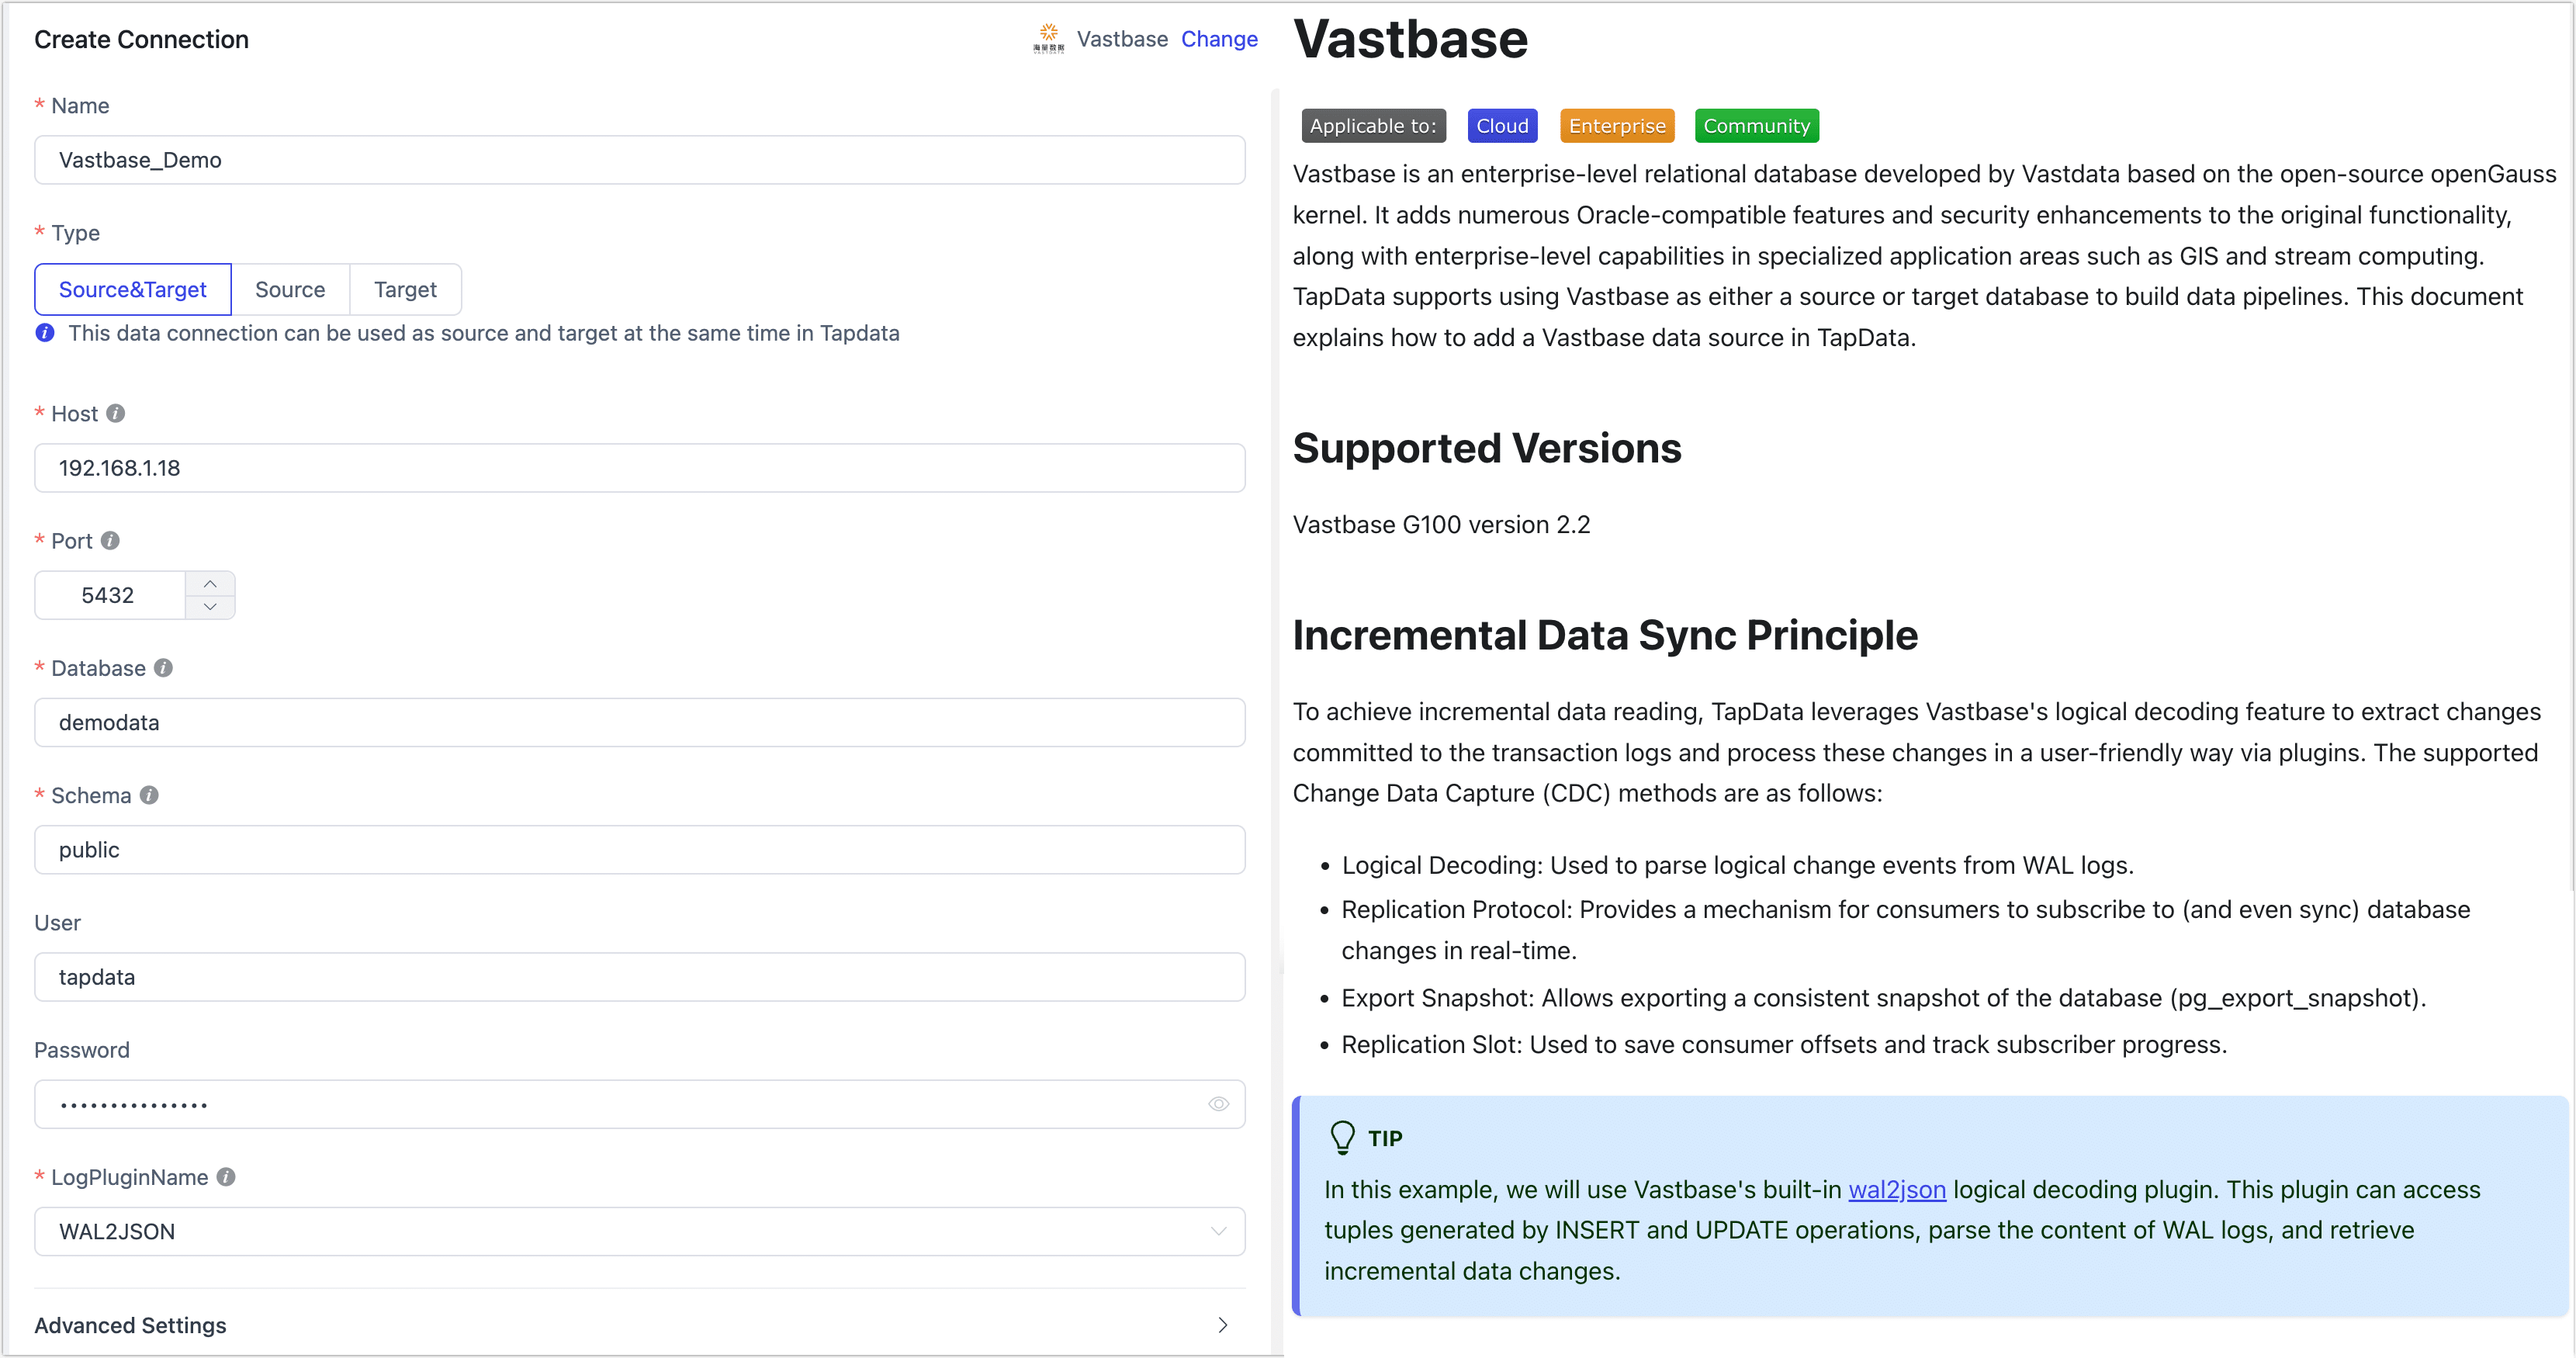 Create Connection
海量数据
VASTDATA
Vastbase Change
* Name
Vastbase_Demo
* Type
Source&Target Source Target
This data connection can be used as source and target at the same time in Tapdata
* Host
192.168.1.18
* Port
5432
* Database
demodata
* Schema
public
User
tapdata
Password
•••••••••••••••
* LogPluginName
WAL2JSON
Advanced Settings
Vastbase
Applicable to: Cloud Enterprise Community
Vastbase is an enterprise-level relational database developed by Vastdata based on the open-source openGauss
kernel. It adds numerous Oracle-compatible features and security enhancements to the original functionality,
along with enterprise-level capabilities in specialized application areas such as GIS and stream computing.
TapData supports using Vastbase as either a source or target database to build data pipelines. This document
explains how to add a Vastbase data source in TapData.
Supported Versions
Vastbase G100 version 2.2
Incremental Data Sync Principle
To achieve incremental data reading, TapData leverages Vastbase's logical decoding feature to extract changes
committed to the transaction logs and process these changes in a user-friendly way via plugins. The supported
Change Data Capture (CDC) methods are as follows:
• Logical Decoding: Used to parse logical change events from WAL logs.
• Replication Protocol: Provides a mechanism for consumers to subscribe to (and even sync) database
changes in real-time.
• Export Snapshot: Allows exporting a consistent snapshot of the database (pg_export_snapshot).
• Replication Slot: Used to save consumer offsets and track subscriber progress.
TIP
In this example, we will use Vastbase's built-in wal2json logical decoding plugin. This plugin can access
tuples generated by INSERT and UPDATE operations, parse the content of WAL logs, and retrieve
incremental data changes.